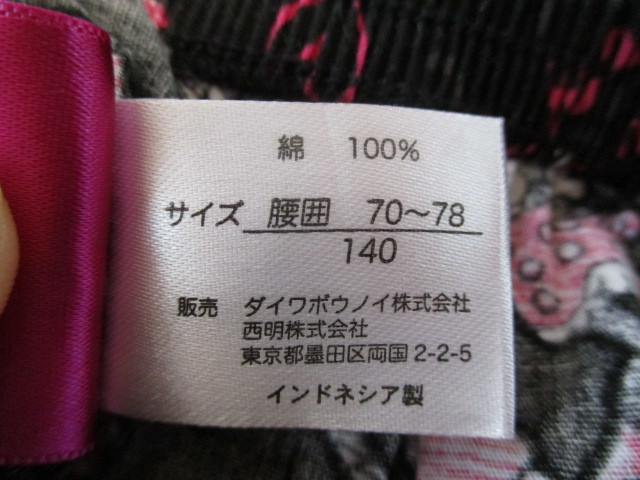 綿　100%
サイズ　腰囲　70～78
140
販売　ダイワボウノイ株式会社
西明株式会社
東京都墨田区両国2-2-5
インドネシア製